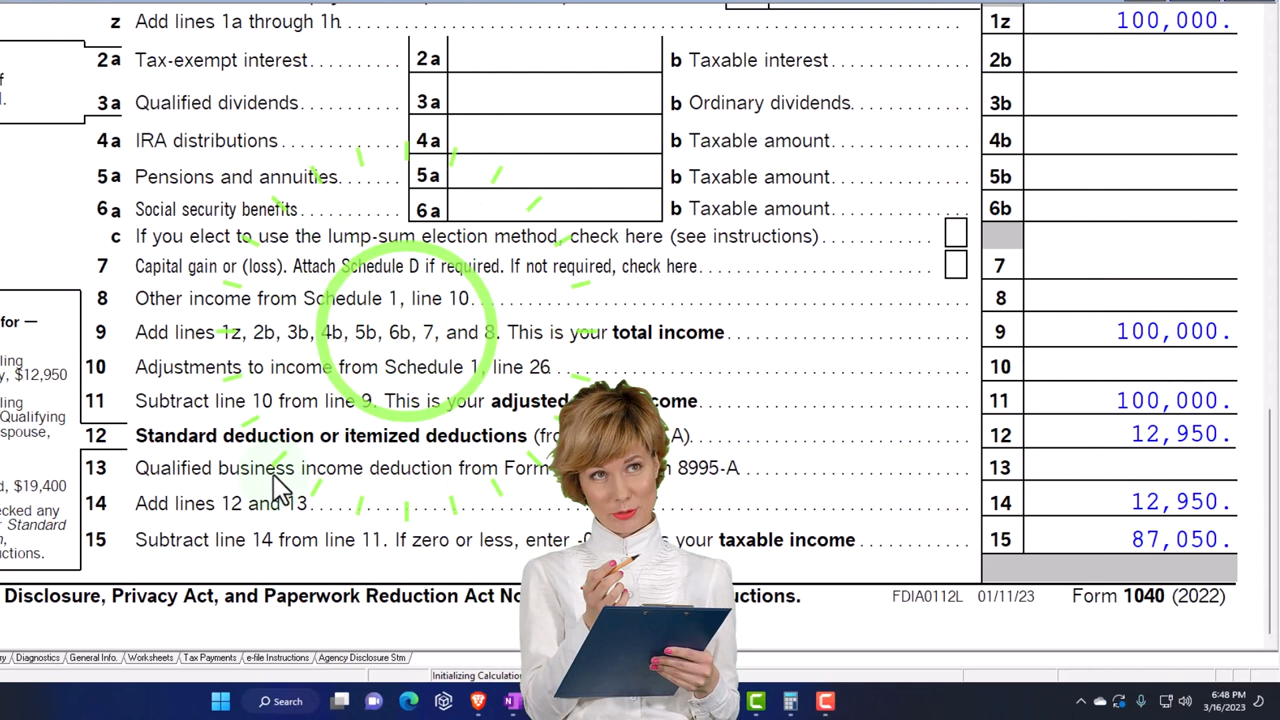 z Add lines 1a through 1h 1z 100,000.
2a Tax-exempt interest 2a b Taxable interest 2b
3a Qualified dividends 3a b Ordinary dividends 3b
4a IRA distributions 4a b Taxable amount 4b
5a Pensions and annuities 5a b Taxable amount 5b
6a Social security benefits 6a b Taxable amount 6b
c If you elect to use the lump-sum election method, check here (see instructions)
7 Capital gain or (loss). Attach Schedule D if required. If not required, check here 7
for —
8 Other income from Schedule 1, line 10 8
9 Add lines 1z, 2b, 3b, 4b, 5b, 6b, 7, and 8. This is your total income 9 100,000.
$12,950
10 Adjustments to income from Schedule 1, line 26 10
11 Subtract line 10 from line 9. This is your adjusted 11 100,000.
Qualifying
spouse,
12 Standard deduction or itemized deductions A) 12 12,950.
13 Qualified business income deduction from Form 8995-A 13
$19,400
14 Add lines 12 and 13 14 12,950.
checked any
Standard
15 Subtract line 14 from line 11. If zero or less, enter your taxable income 15 87,050.
Disclosure, Privacy Act, and Paperwork Reduction Act FDIA0112L 01/11/23 Form 1040 (2022)
Diagnostics General Info. Worksheets Tax Payments e-file Instructions Agency Disclosure Stm
Initializing
Search
6:48 PM
3/16/2023